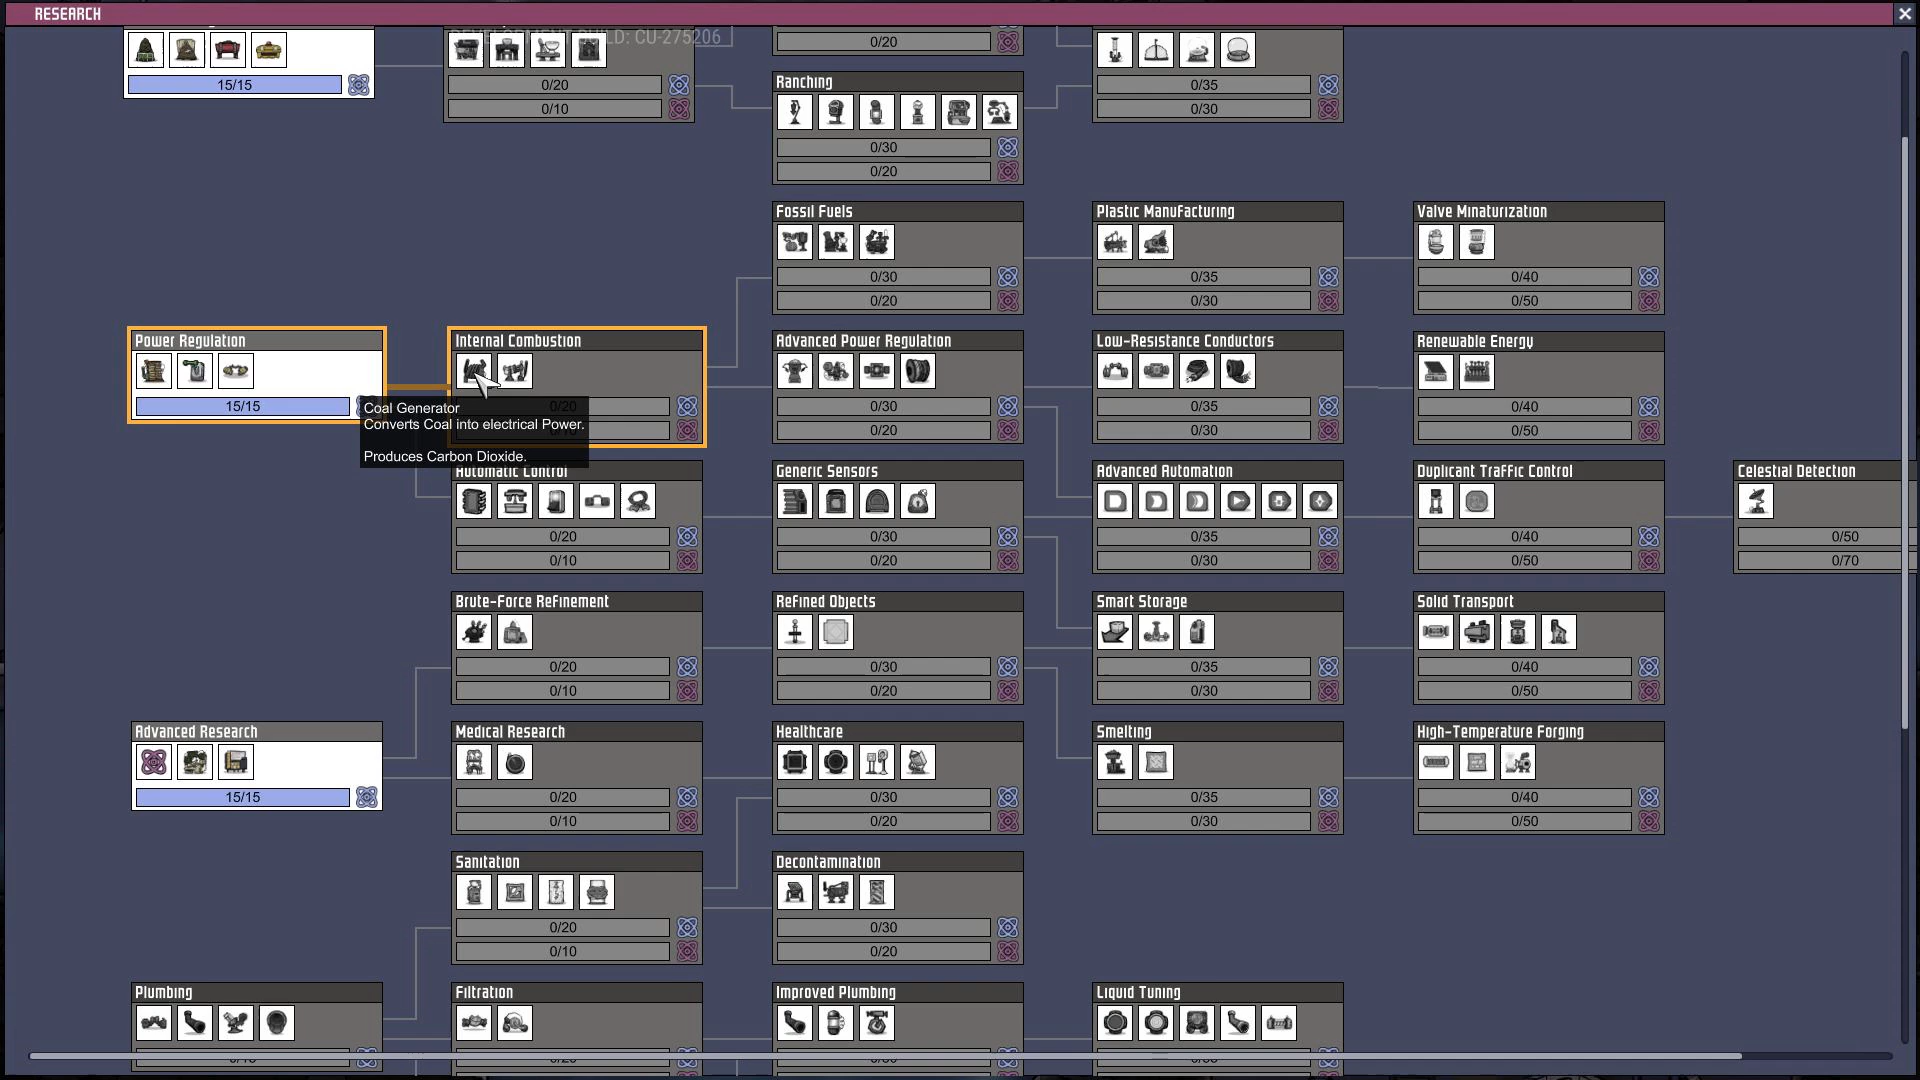 RESEARCH
DEVELOPMENT BUILD: CU-275206
0/20
15/15
0/20
0/10
Ranching
0/30
0/20
0/35
0/30
Fossil Fuels
0/30
0/20
Plastic Manufacturing
0/35
0/30
Valve Minaturization
0/40
0/50
Power Regulation
15/15
Internal Combustion
0/20
Coal Generator
Converts Coal into electrical Power.
Produces Carbon Dioxide.
Advanced Power Regulation
0/30
0/20
Low-Resistance Conductors
0/35
0/30
Renewable Energy
0/40
0/50
Automatic Control
0/20
0/10
Generic Sensors
0/30
0/20
Advanced Automation
0/35
0/30
Duplicant Traffic Control
0/40
0/50
Celestial Detection
0/50
0/70
Brute-Force Refinement
0/20
0/10
Refined Objects
0/30
0/20
Smart Storage
0/35
0/30
Solid Transport
0/40
0/50
Advanced Research
15/15
Medical Research
0/20
0/10
Healthcare
0/30
0/20
Smelting
0/35
0/30
High-Temperature Forging
0/40
0/50
Sanitation
0/20
0/10
Decontamination
0/30
0/20
Plumbing
Filtration
Improved Plumbing
Liquid Tuning